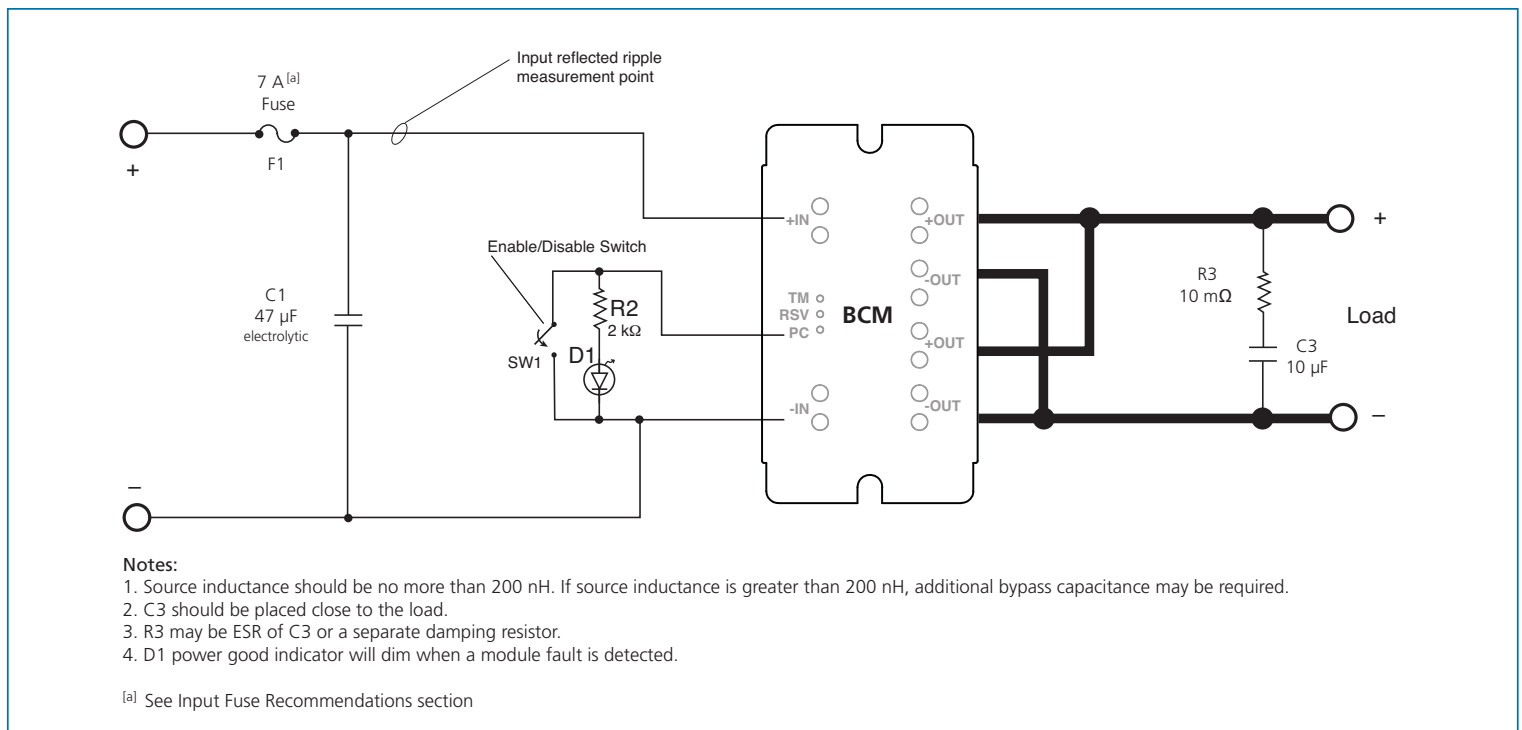 Input reflected ripple
measurement point
7 A [a]
Fuse
F1
+
+IN
+OUT
+
Enable/Disable Switch
-OUT
R3
10 mΩ
C1
47 µF
electrolytic
R2
2 kΩ
TM
RSV
PC
BCM
Load
SW1
D1
+OUT
C3
10 µF
-IN
-OUT
–
–
Notes:
1. Source inductance should be no more than 200 nH. If source inductance is greater than 200 nH, additional bypass capacitance may be required.
2. C3 should be placed close to the load.
3. R3 may be ESR of C3 or a separate damping resistor.
4. D1 power good indicator will dim when a module fault is detected.
[a] See Input Fuse Recommendations section